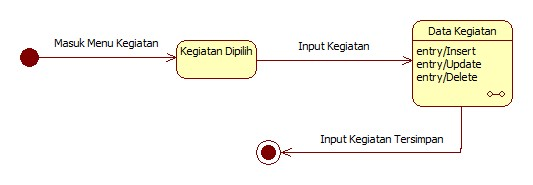 Masuk Menu Kegiatan
Kegiatan Dipilih
Input Kegiatan
Data Kegiatan
entry/Insert
entry/Update
entry/Delete
Input Kegiatan Tersimpan